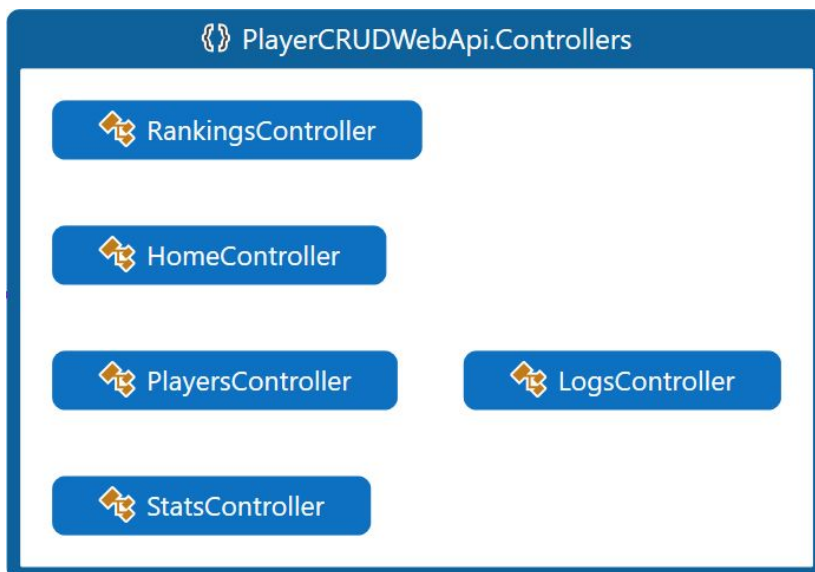 PlayerCRUDWebApi.Controllers
RankingsController
HomeController
PlayersController
LogsController
StatsController